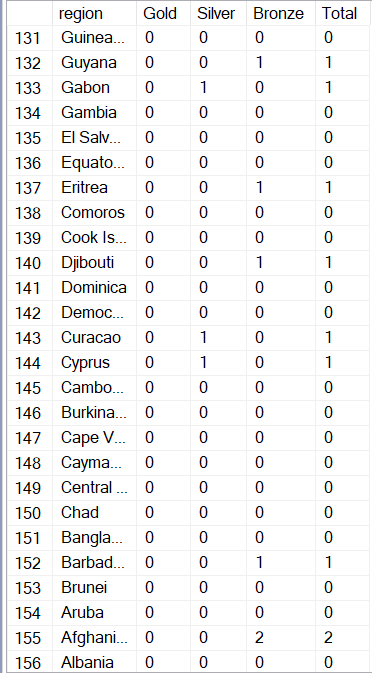 region Gold Silver Bronze Total
131 Guinea... 0 0 0 0
132 Guyana 0 0 1 1
133 Gabon 0 1 0 1
134 Gambia 0 0 0 0
135 El Salv... 0 0 0 0
136 Equato... 0 0 0 0
137 Eritrea 0 0 1 1
138 Comoros 0 0 0 0
139 Cook Is... 0 0 0 0
140 Djibouti 0 0 1 1
141 Dominica 0 0 0 0
142 Democ... 0 0 0 0
143 Curacao 0 1 0 1
144 Cyprus 0 1 0 1
145 Cambo... 0 0 0 0
146 Burkina... 0 0 0 0
147 Cape V... 0 0 0 0
148 Cayma... 0 0 0 0
149 Central ... 0 0 0 0
150 Chad 0 0 0 0
151 Bangla... 0 0 0 0
152 Barbad... 0 0 1 1
153 Brunei 0 0 0 0
154 Aruba 0 0 0 0
155 Afghani... 0 0 2 2
156 Albania 0 0 0 0